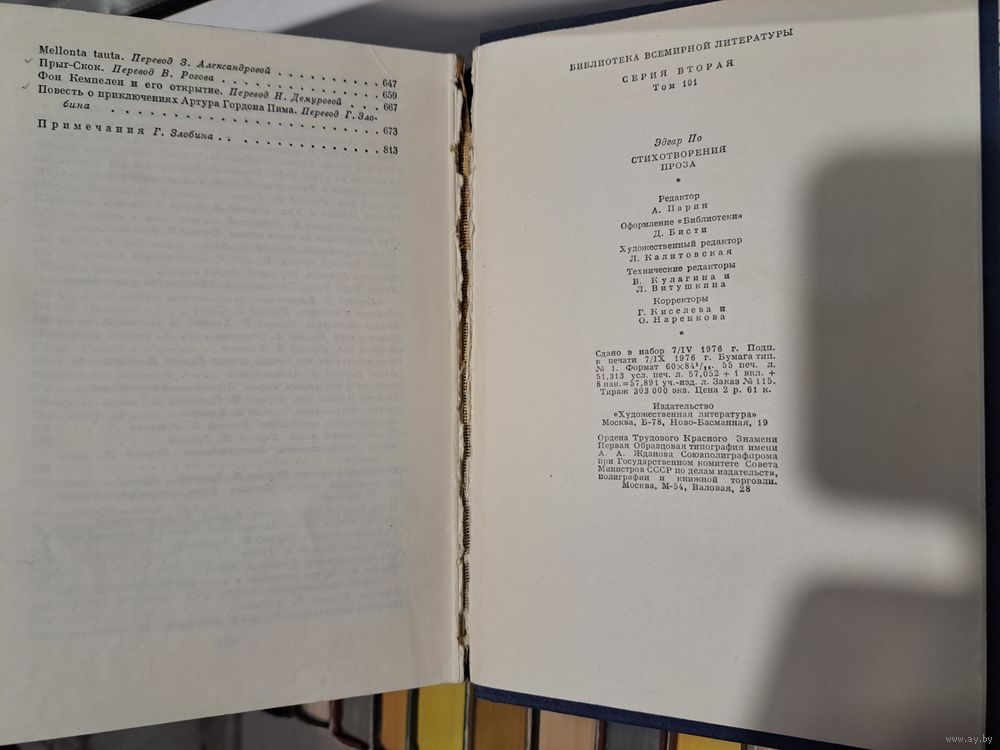 Mellonta tauta. Перевод З. Александровой . . . . . . . . . 647
Прыг-Скок. Перевод В. Рогова . . . . . . . . . . . . . . 659
Фон Кемпелен и его открытие. Перевод Н. Демуровой . . . 667
Повесть о приключениях Артура Гордона Пима. Перевод Г. Зло-
бина . . . . . . . . . . . . . . . . . . . . . . . 673
Примечания Г. Злобина . . . . . . . . . . . . . . . 813
БИБЛИОТЕКА ВСЕМИРНОЙ ЛИТЕРАТУРЫ
СЕРИЯ ВТОРАЯ
Том 101
Эдгар По
СТИХОТВОРЕНИЯ
ПРОЗА
*
Редактор
А. Парин
Оформление «Библиотеки»
Д. Бисти
Художественный редактор
Л. Калитовская
Технические редакторы
В. Кулагина и
Л. Витушкина
Корректоры
Г. Киселева и
О. Наренкова
*
Сдано в набор 7/IV 1976 г. Подп.
к печати 7/IX 1976 г. Бумага тип.
№ 1. Формат 60×84¹/₁₆. 55 печ. л.
51,313 усл. печ. л. 57,052 + 1 вкл. +
8 нак.=57,891 уч.-изд. л. Заказ № 115.
Тираж 303 000 экз. Цена 2 р. 61 к.
Издательство
«Художественная литература»
Москва, Б-78, Ново-Басманная, 19
Ордена Трудового Красного Знамени
Первая Образцовая типография имени
А. А. Жданова Союзполиграфпрома
при Государственном комитете Совета
Министров СССР по делам издательств,
полиграфии и книжной торговли.
Москва, М-54, Валовая, 28
www.ay.by